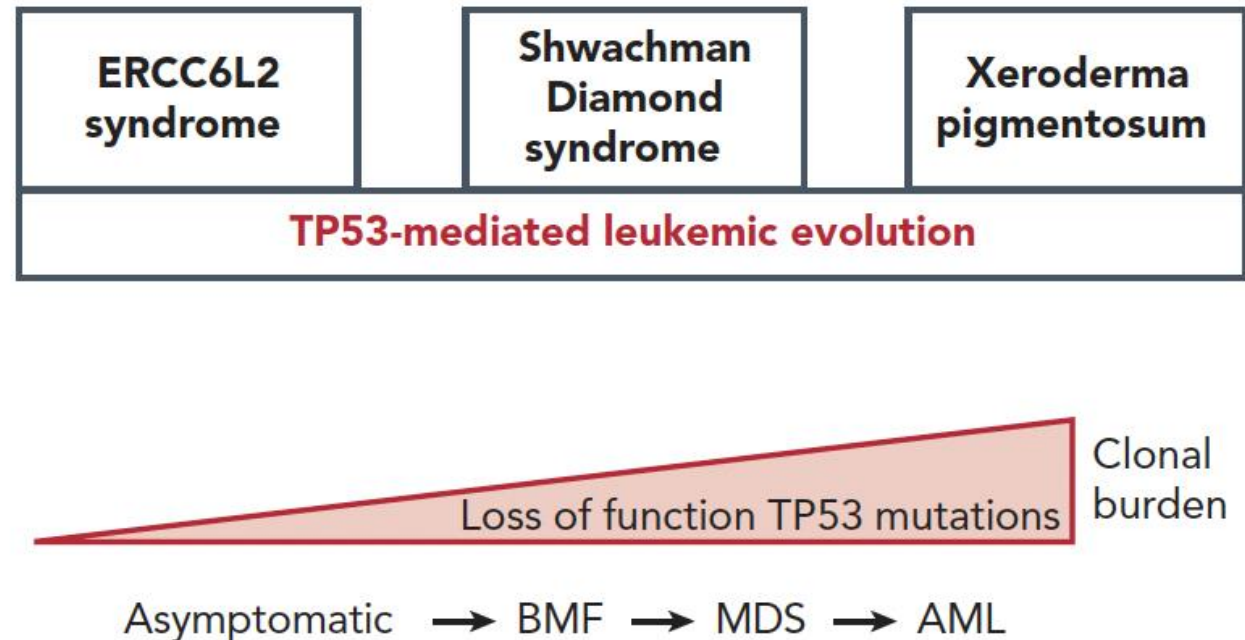 ERCC6L2
syndrome
Shwachman
Diamond
syndrome
Xeroderma
pigmentosum
TP53-mediated leukemic evolution
Loss of function TP53 mutations
Clonal
burden
Asymptomatic → BMF → MDS → AML